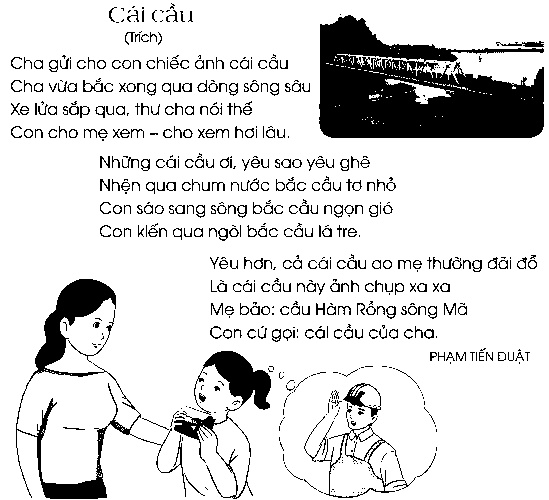 Cái cầu
(Trích)
Cha gửi cho con chiếc ảnh cái cầu
Cha vừa bắc xong qua dòng sông sâu
Xe lửa sắp qua, thư cha nói thế
Con cho mẹ xem – cho xem hơi lâu.
Những cái cầu ơi, yêu sao yêu ghê
Nhện qua chum nước bắc cầu tơ nhỏ
Con sáo sang sông bắc cầu ngọn gió
Con kiến qua ngòi bắc cầu lá tre.
Yêu hơn, cả cái cầu ao mẹ thường đãi đỗ
Là cái cầu này ảnh chụp xa xa
Mẹ bảo: cầu Hàm Rồng sông Mã
Con cứ gọi: cái cầu của cha.
PHẠM TIẾN DUẬT